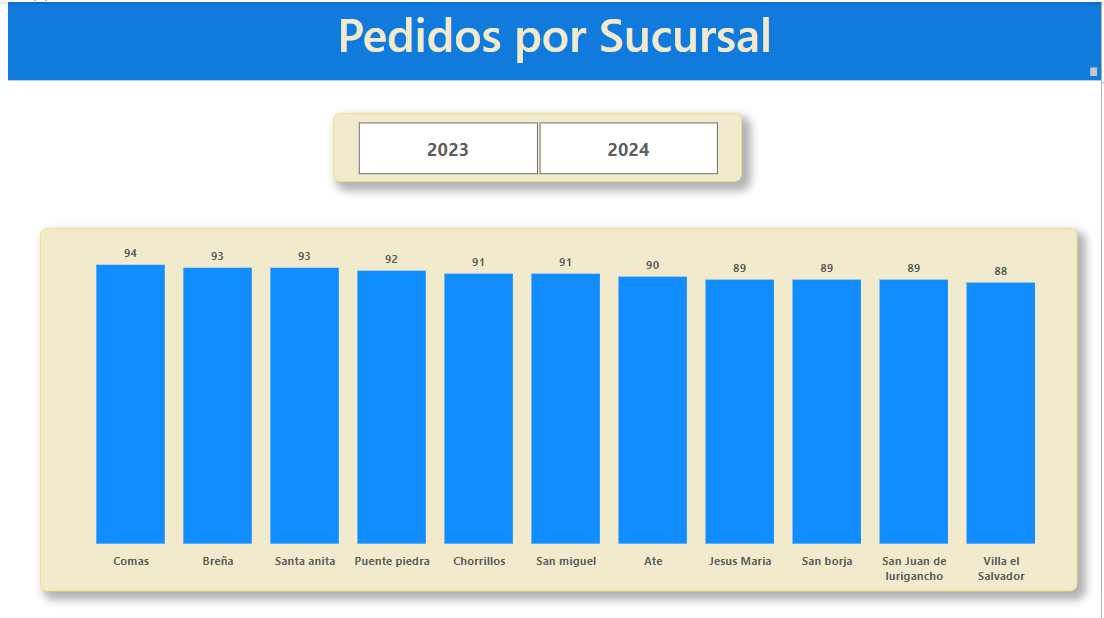 Pedidos por Sucursal
2023 2024
94 93 93 92 91 91 90 89 89 89 88
Comas Breña Santa anita Puente piedra Chorrillos San miguel Ate Jesus Maria San borja San Juan de lurigancho Villa el Salvador